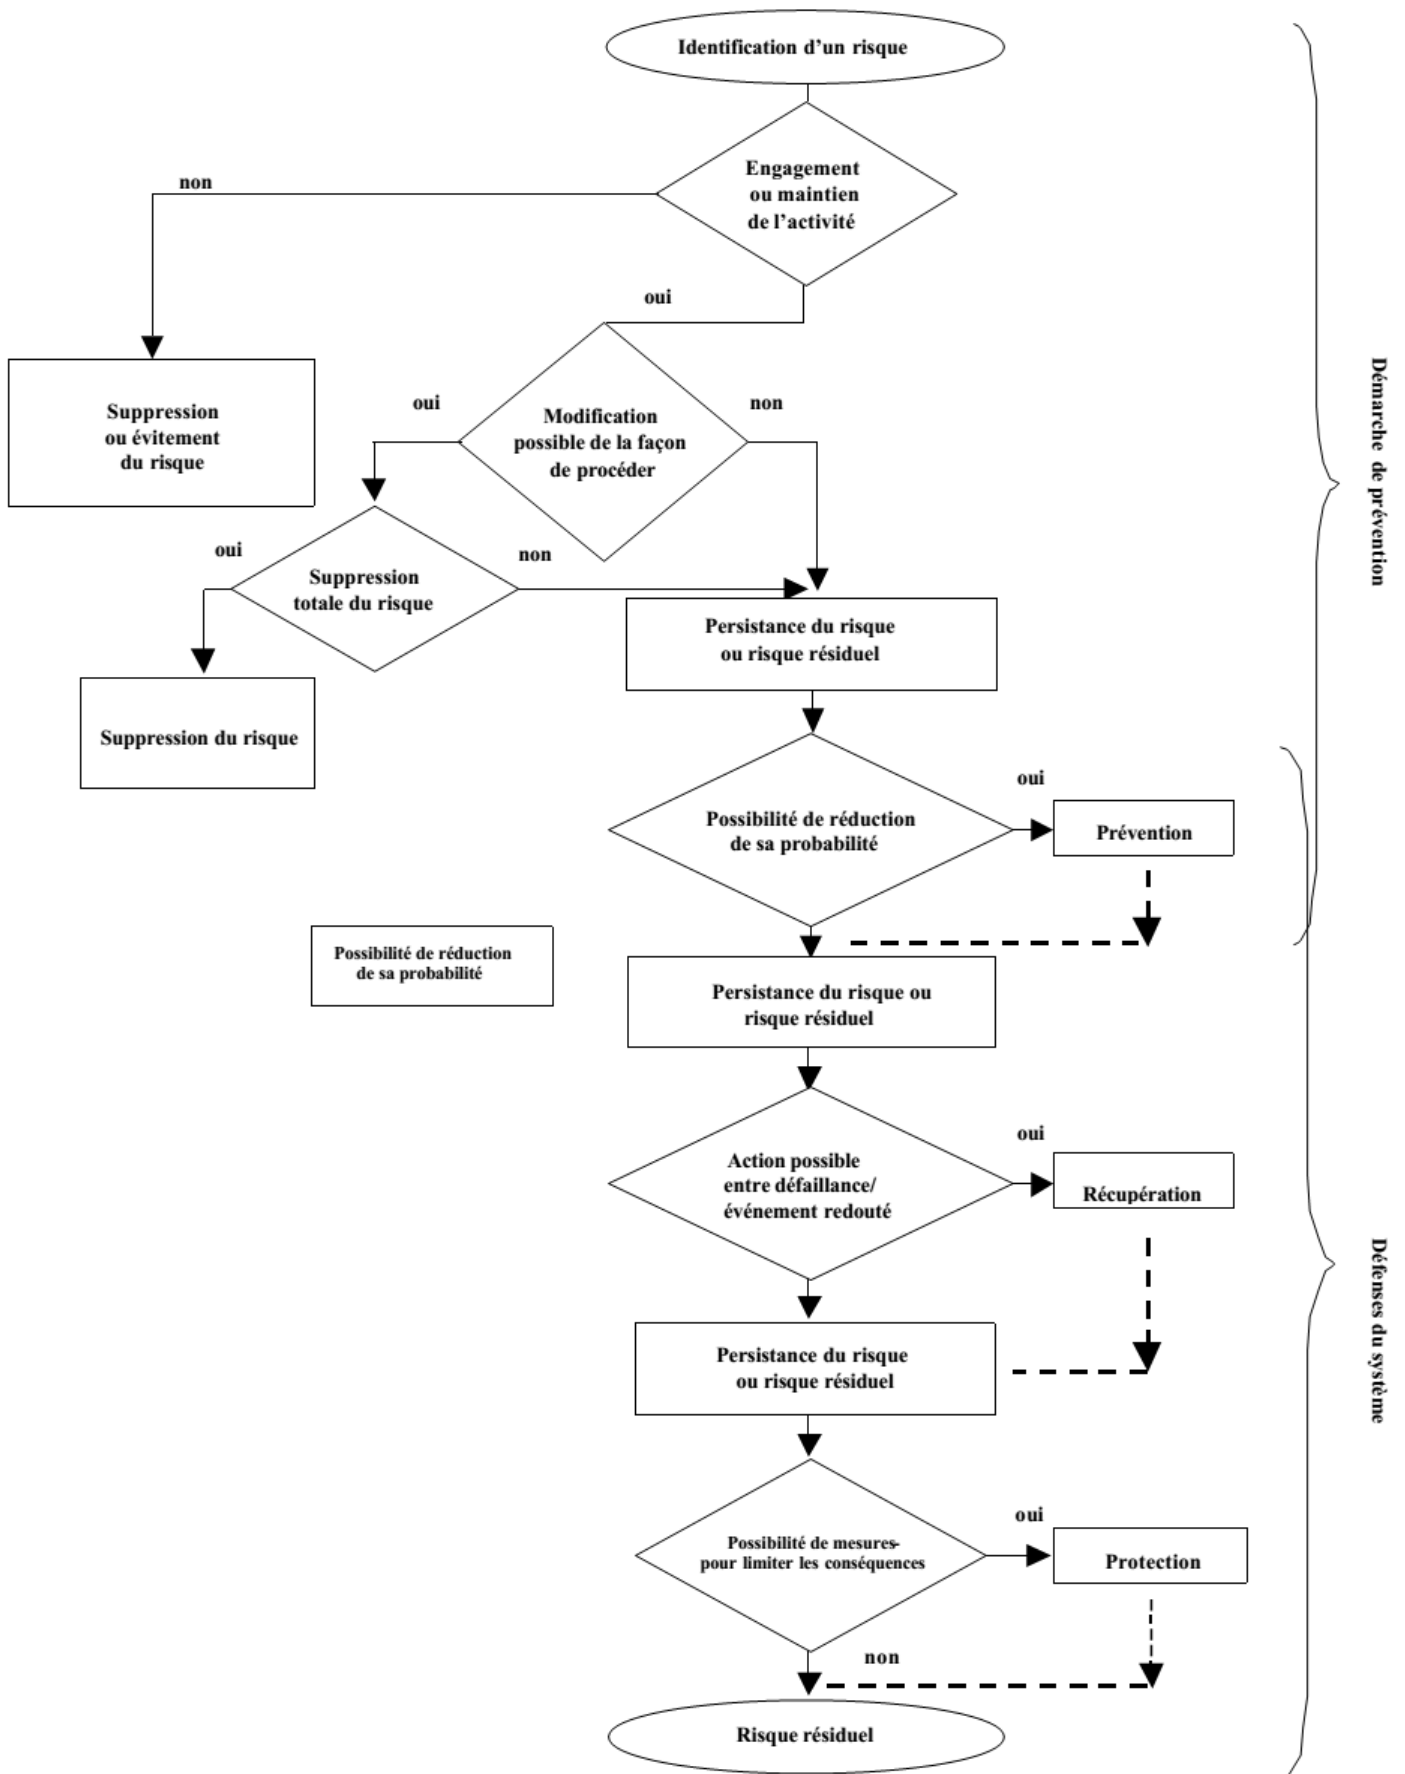 Identification d’un risque
Engagement
ou maintien
de l’activité
non
oui
Suppression
ou évitement
du risque
oui
Modification
possible de la façon
de procéder
non
Démarche de prévention
oui
Suppression
totale du risque
non
Persistance du risque
ou risque résiduel
Suppression du risque
Possibilité de réduction
de sa probabilité
oui
Prévention
Possibilité de réduction
de sa probabilité
Persistance du risque ou
risque résiduel
Action possible
entre défaillance/
événement redouté
oui
Récupération
Défenses du système
Persistance du risque
ou risque résiduel
Possibilité de mesures-
pour limiter les conséquences
oui
Protection
non
Risque résiduel